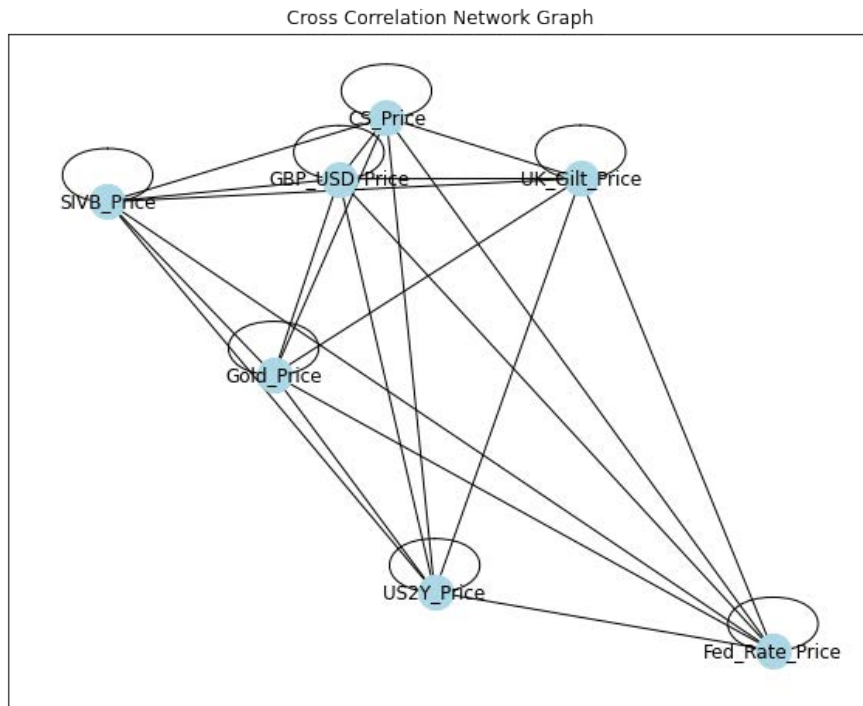 Cross Correlation Network Graph
CS_Price
GBP_USD_Price
UK_Gilt_Price
SIVB_Price
Gold_Price
US2Y_Price
Fed_Rate_Price